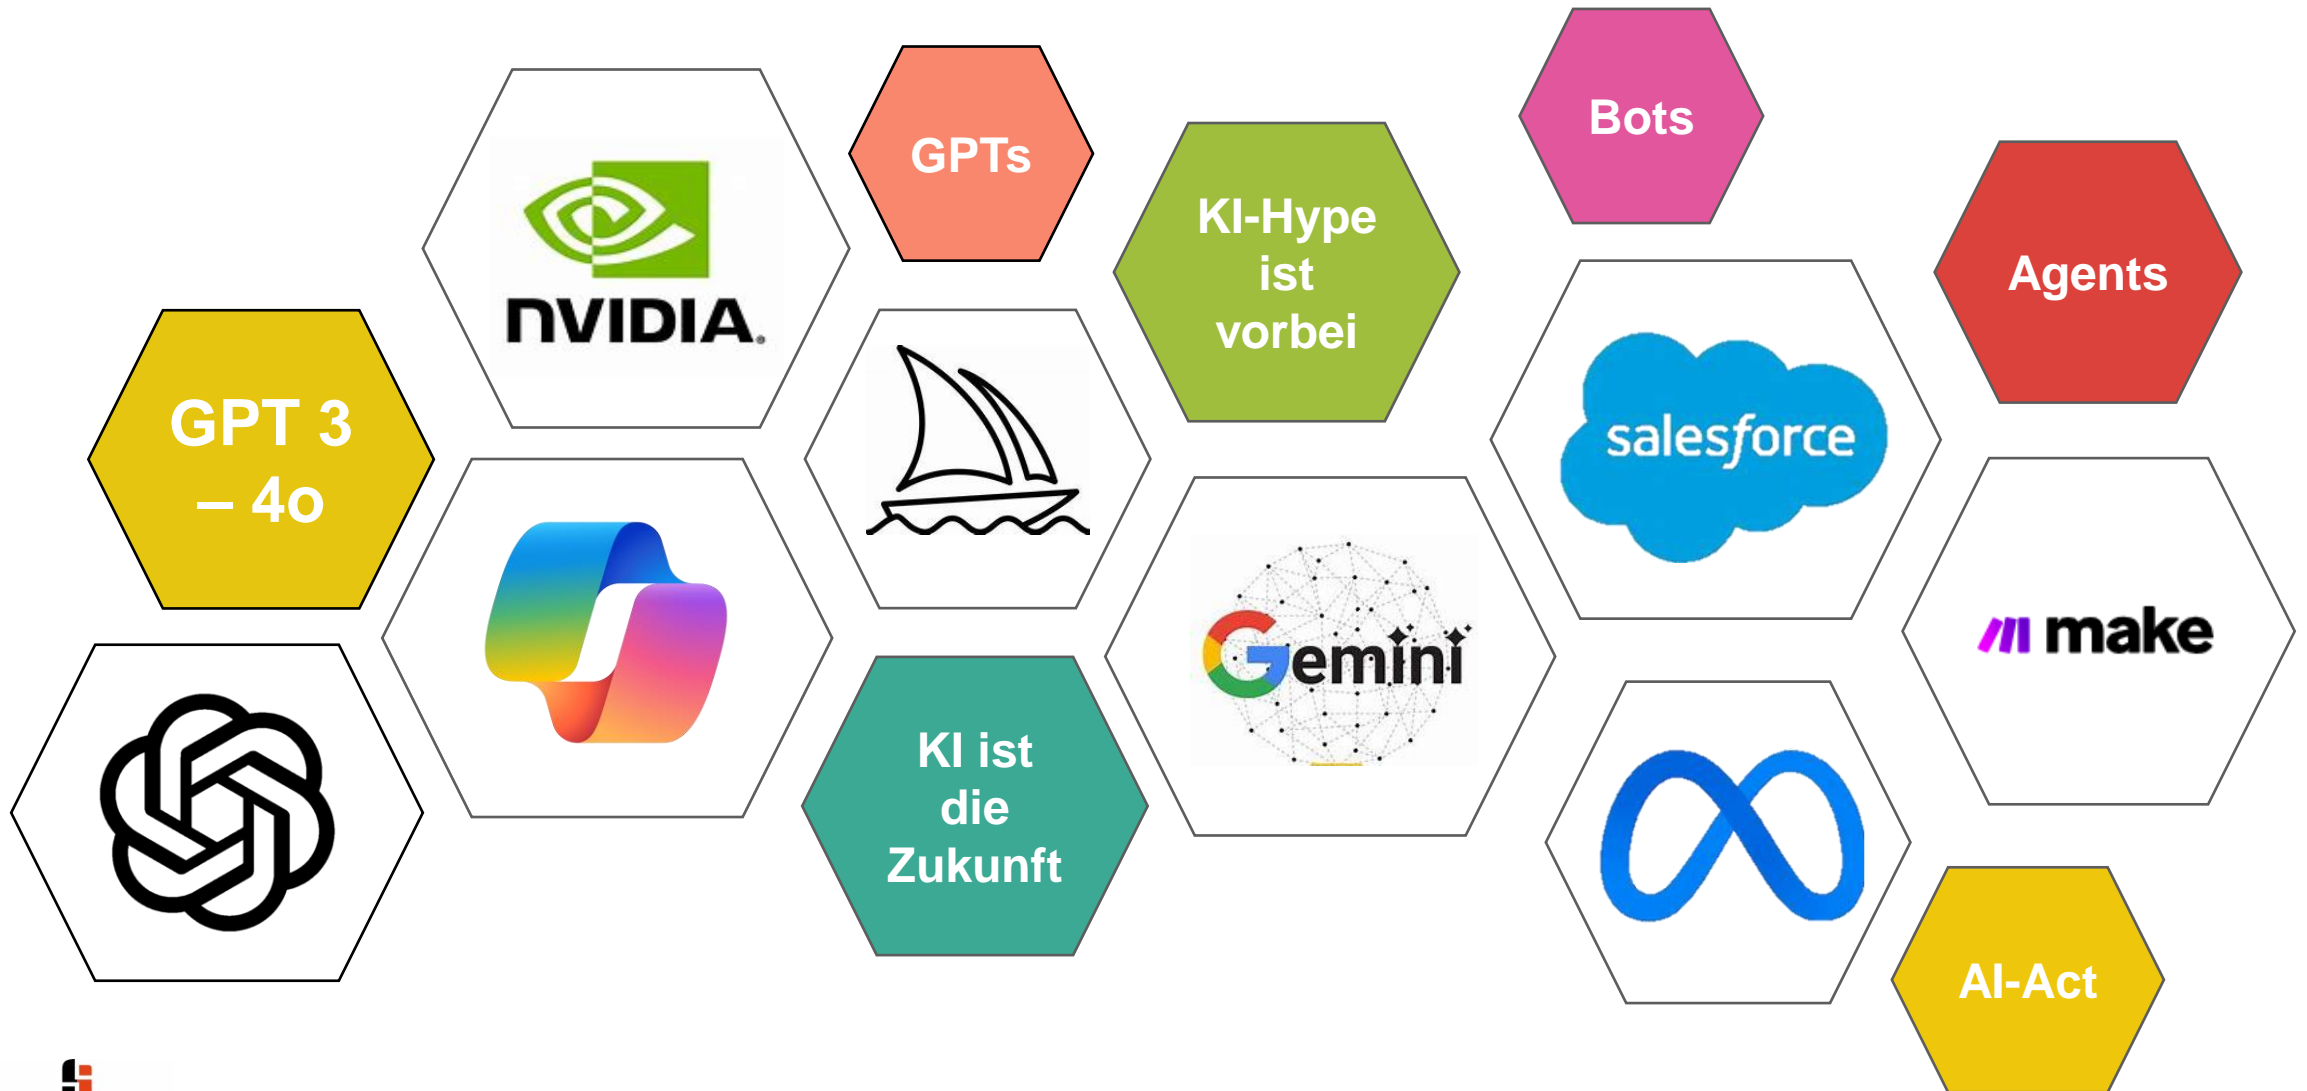 GPT 3
– 4o
nVIDIA.
GPTs
KI-Hype
ist
vorbei
KI ist
die
Zukunft
Gemini
Bots
salesforce
Agents
make
AI-Act